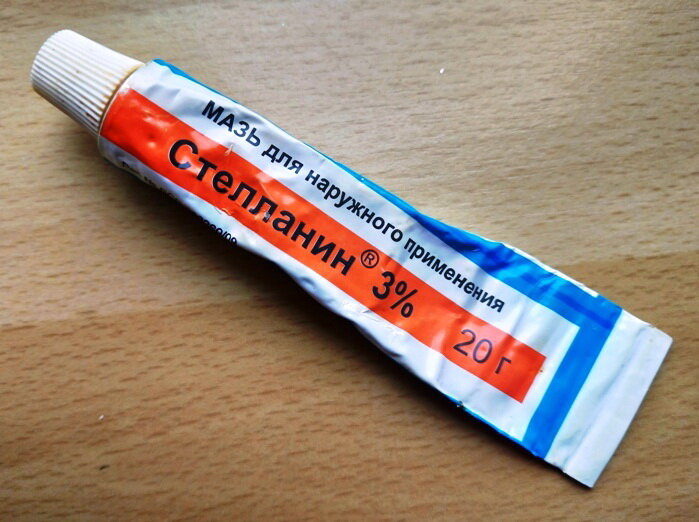 МАЗЬ для наружного применения
Стелланин® 3% 20 г